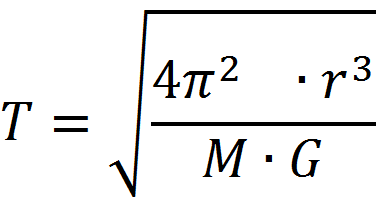 T = √(4π² · r³ / M · G)